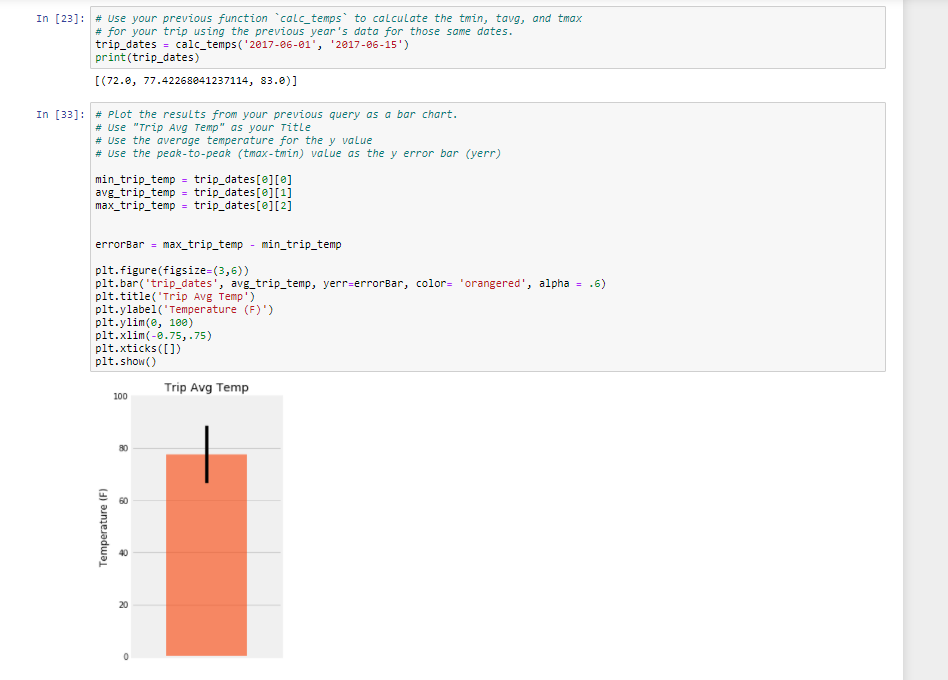 In [23]: # Use your previous function `calc_temps` to calculate the tmin, tavg, and tmax
# for your trip using the previous year's data for those same dates.
trip_dates = calc_temps('2017-06-01', '2017-06-15')
print(trip_dates)
[(72.0, 77.42268041237114, 83.0)]
In [33]: # Plot the results from your previous query as a bar chart.
# Use "Trip Avg Temp" as your Title
# Use the average temperature for the y value
# Use the peak-to-peak (tmax-tmin) value as the y error bar (yerr)
min_trip_temp = trip_dates[0][0]
avg_trip_temp = trip_dates[0][1]
max_trip_temp = trip_dates[0][2]
errorBar = max_trip_temp - min_trip_temp
plt.figure(figsize=(3,6))
plt.bar('trip_dates', avg_trip_temp, yerr=errorBar, color= 'orangered', alpha = .6)
plt.title('Trip Avg Temp')
plt.ylabel('Temperature (F)')
plt.ylim(0, 100)
plt.xlim(-0.75,.75)
plt.xticks([])
plt.show()
Trip Avg Temp
100
80
60
40
20
0
Temperature (F)